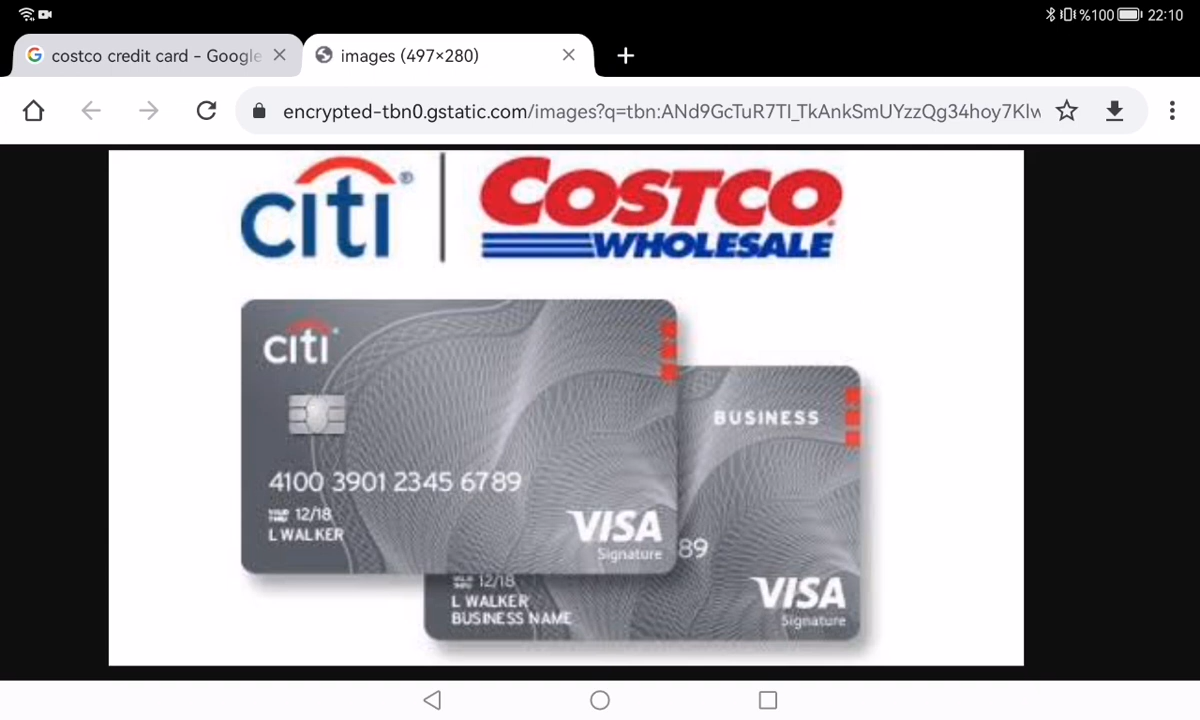 %100 22:10
costco credit card - Google
images (497×280)
encrypted-tbn0.gstatic.com/images?q=tbn:ANd9GcTuR7Tl_TkAnkSmUYzzQg34hoy7Klw
citi® COSTCO
WHOLESALE
citi
BUSINESS
4100 3901 2345 6789
12/18
L WALKER
VISA
Signature
89
12/18
L WALKER
BUSINESS NAME
VISA
Signature